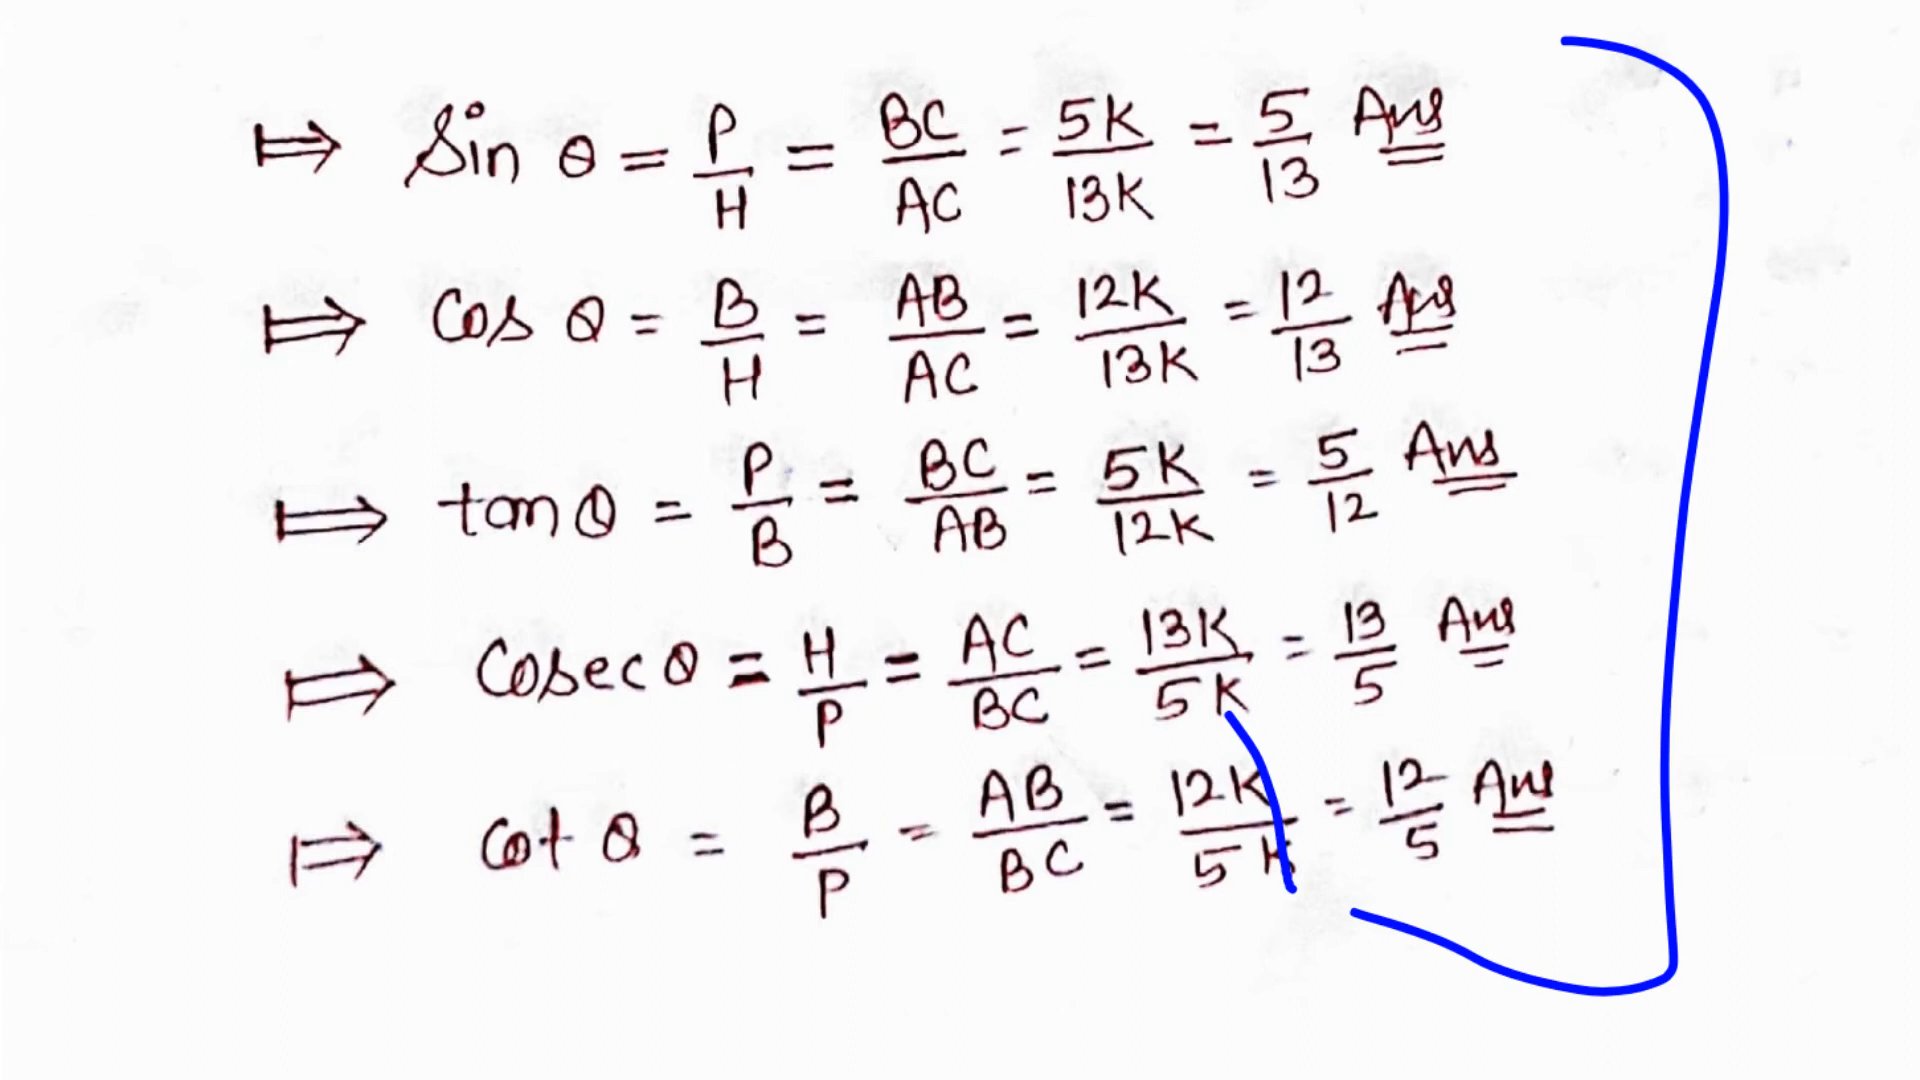 ⟹ Sin θ = P/H = BC/AC = 5K/13K = 5/13 Ans
⟹ Cos θ = B/H = AB/AC = 12K/13K = 12/13 Ans
⟹ tan θ = P/B = BC/AB = 5K/12K = 5/12 Ans
⟹ Cosec θ = H/P = AC/BC = 13K/5K = 13/5 Ans
⟹ Cot θ = B/P = AB/BC = 12K/5K = 12/5 Ans